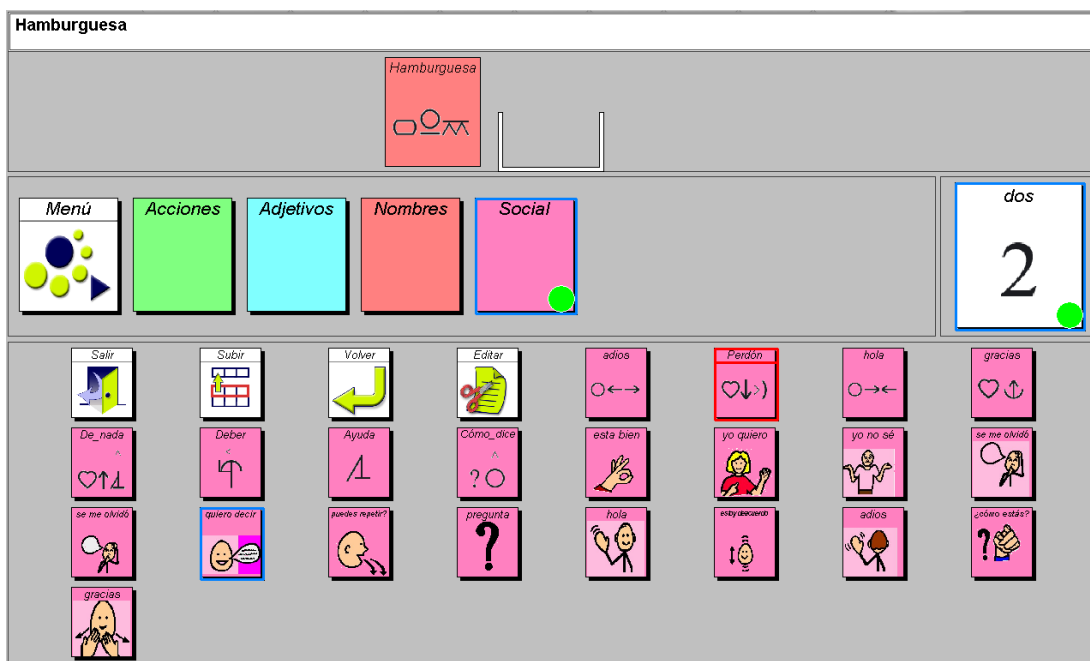 Hamburguesa
Hamburguesa
Menú
Acciones
Adjetivos
Nombres
Social
dos
2
Salir
Subir
Volver
Editar
adios
Perdón
hola
gracias
De_nada
Deber
Ayuda
Cómo_dice
esta bien
yo quiero
yo no sé
se me olvidó
se me olvidó
quiero decir
puedes repetir?
pregunta
hola
estoy deacuerdo
adios
¿cómo estás?
gracias